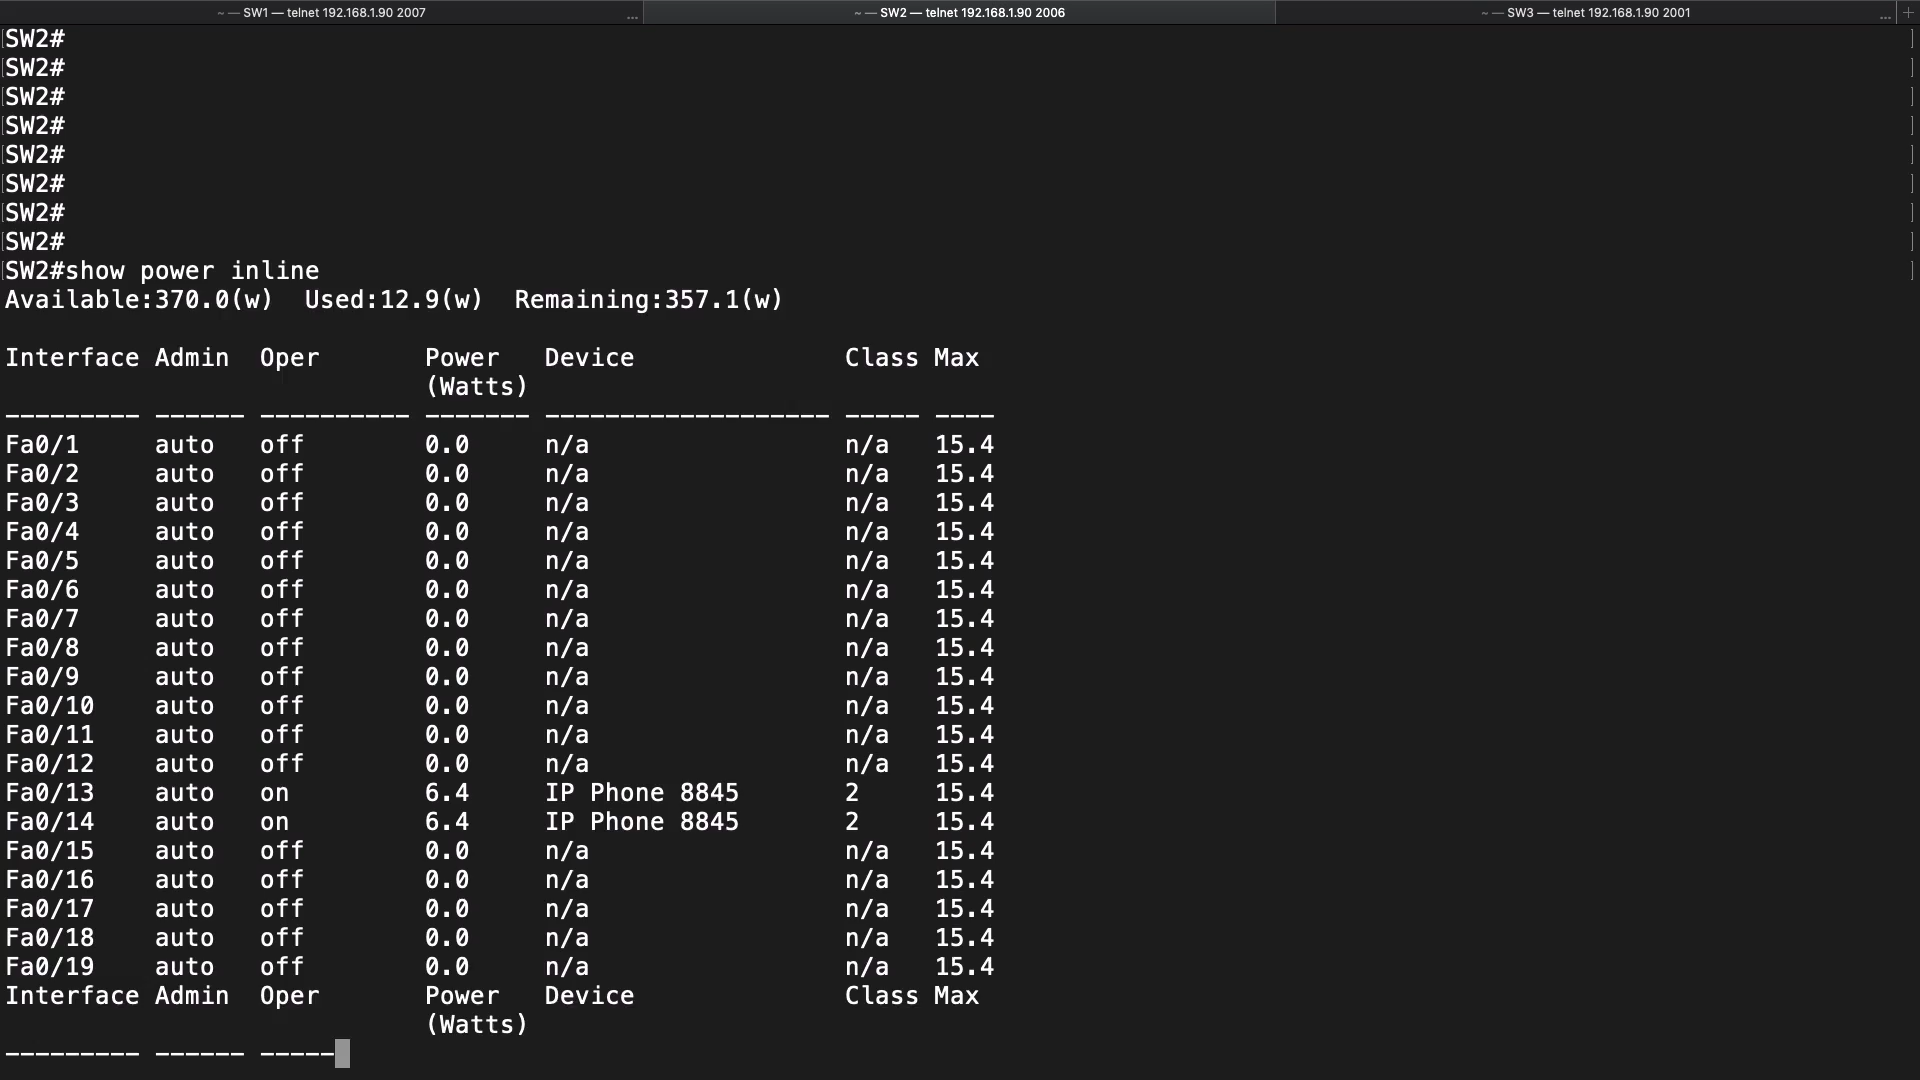 ~ — SW1 — telnet 192.168.1.90 2007 ... ~ — SW2 — telnet 192.168.1.90 2006 ~ — SW3 — telnet 192.168.1.90 2001 ... +
[SW2# ]
[SW2# ]
[SW2# ]
[SW2# ]
[SW2# ]
[SW2# ]
[SW2# ]
[SW2# ]
[SW2#show power inline ]
Available:370.0(w)  Used:12.9(w)  Remaining:357.1(w)
Interface Admin  Oper       Power   Device              Class Max
                            (Watts)
--------- ------ ---------- ------- ------------------- ----- ----
Fa0/1     auto   off        0.0     n/a                 n/a   15.4
Fa0/2     auto   off        0.0     n/a                 n/a   15.4
Fa0/3     auto   off        0.0     n/a                 n/a   15.4
Fa0/4     auto   off        0.0     n/a                 n/a   15.4
Fa0/5     auto   off        0.0     n/a                 n/a   15.4
Fa0/6     auto   off        0.0     n/a                 n/a   15.4
Fa0/7     auto   off        0.0     n/a                 n/a   15.4
Fa0/8     auto   off        0.0     n/a                 n/a   15.4
Fa0/9     auto   off        0.0     n/a                 n/a   15.4
Fa0/10    auto   off        0.0     n/a                 n/a   15.4
Fa0/11    auto   off        0.0     n/a                 n/a   15.4
Fa0/12    auto   off        0.0     n/a                 n/a   15.4
Fa0/13    auto   on         6.4     IP Phone 8845       2     15.4
Fa0/14    auto   on         6.4     IP Phone 8845       2     15.4
Fa0/15    auto   off        0.0     n/a                 n/a   15.4
Fa0/16    auto   off        0.0     n/a                 n/a   15.4
Fa0/17    auto   off        0.0     n/a                 n/a   15.4
Fa0/18    auto   off        0.0     n/a                 n/a   15.4
Fa0/19    auto   off        0.0     n/a                 n/a   15.4
Interface Admin  Oper       Power   Device              Class Max
                            (Watts)
--------- ------ -----